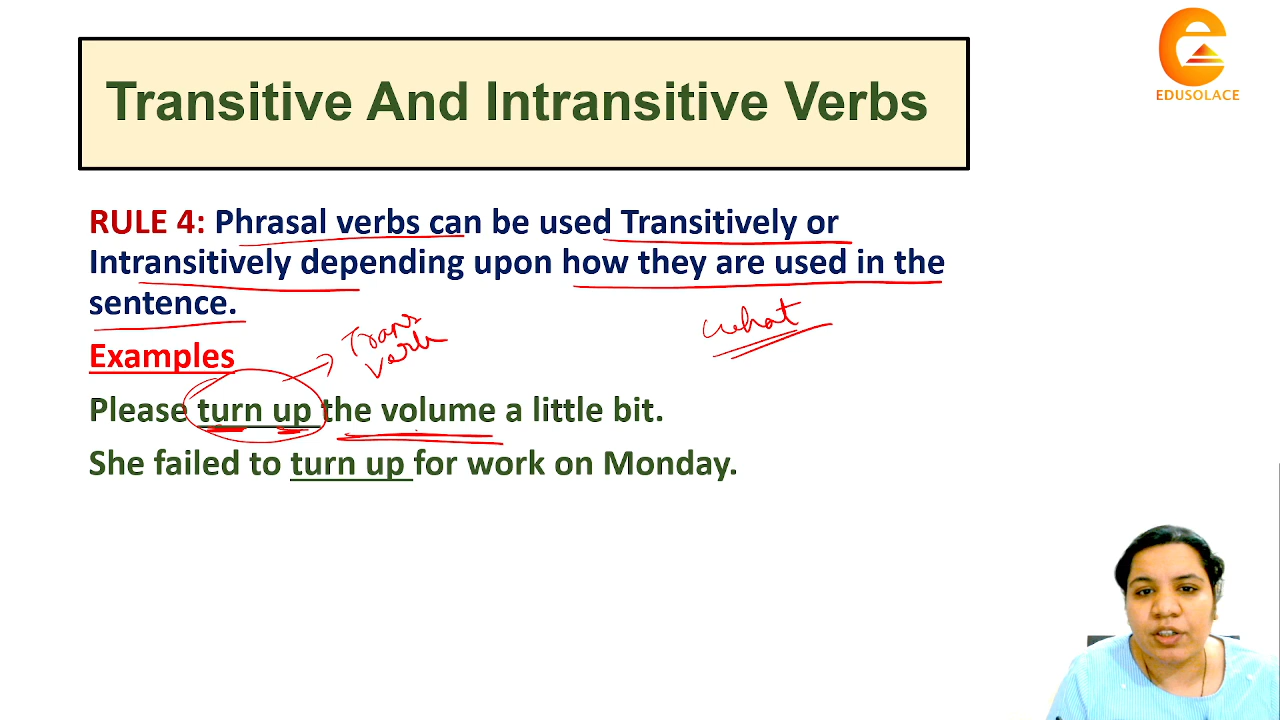 Transitive And Intransitive Verbs
EDUSOLACE
RULE 4: Phrasal verbs can be used Transitively or
Intransitively depending upon how they are used in the
sentence.
what
Trans
verb
Examples
Please turn up the volume a little bit.
She failed to turn up for work on Monday.